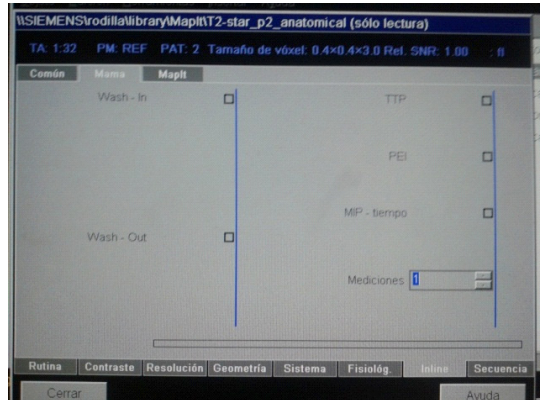 \\SIEMENS\rodilla\library\MapIt\T2-star_p2_anatomical (sólo lectura)
TA: 1:32 PM: REF PAT: 2 Tamaño de vóxel: 0.4×0.4×3.0 Rel. SNR: 1.00 : fl
Común Mama MapIt
Wash - In TTP
PEI
MIP - tiempo
Wash - Out
Mediciones 1
Rutina Contraste Resolución Geometría Sistema Fisiológ. Inline Secuencia
Cerrar Ayuda